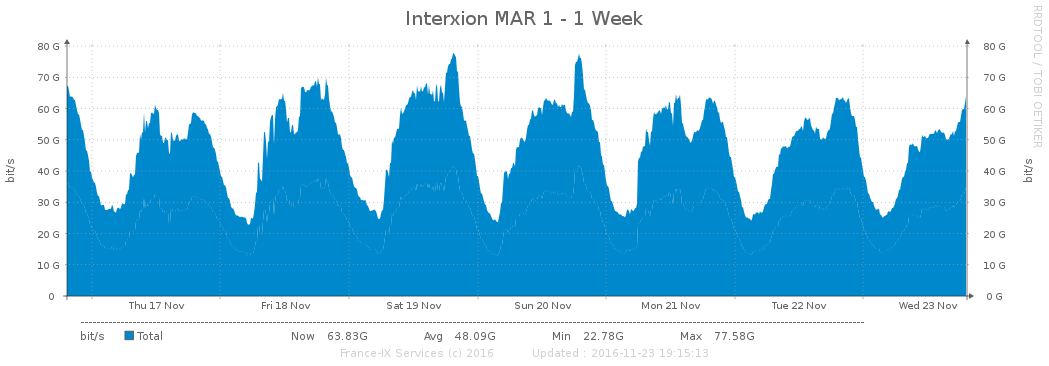 Interxion MAR 1 - 1 Week
RRDTOOL / TOBI OETIKER
80 G 80 G
70 G 70 G
60 G 60 G
50 G 50 G
40 G 40 G
30 G 30 G
20 G 20 G
10 G 10 G
0 0 G
bit/s bit/s
Thu 17 Nov Fri 18 Nov Sat 19 Nov Sun 20 Nov Mon 21 Nov Tue 22 Nov Wed 23 Nov
bit/s Total Now 63.83G Avg 48.09G Min 22.78G Max 77.58G
France-IX Services (c) 2016 Updated : 2016-11-23 19:15:13